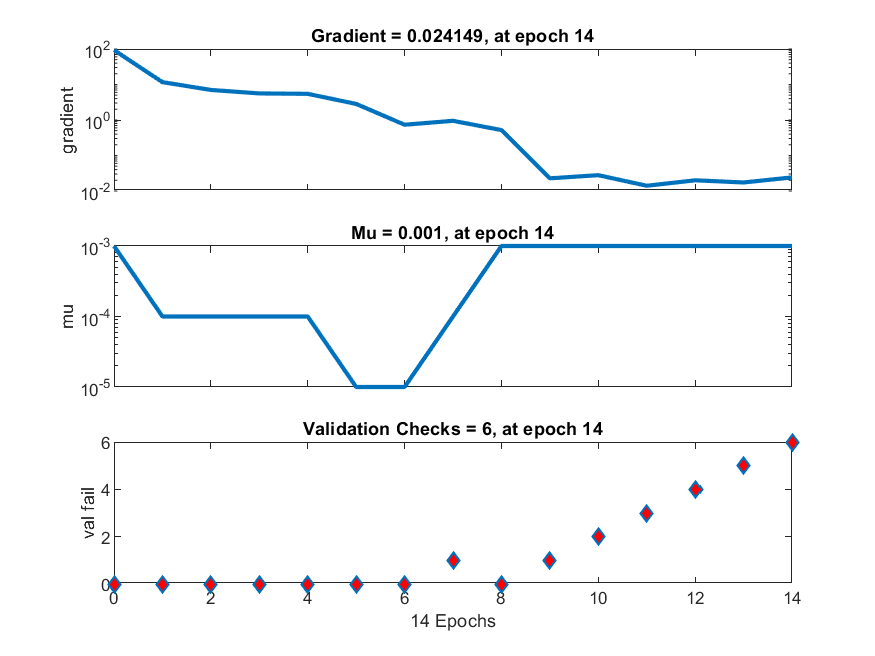 Gradient = 0.024149, at epoch 14
10^2
10^0
10^-2
gradient
Mu = 0.001, at epoch 14
10^-3
10^-4
10^-5
mu
Validation Checks = 6, at epoch 14
6
4
2
0
val fail
0 2 4 6 8 10 12 14
14 Epochs